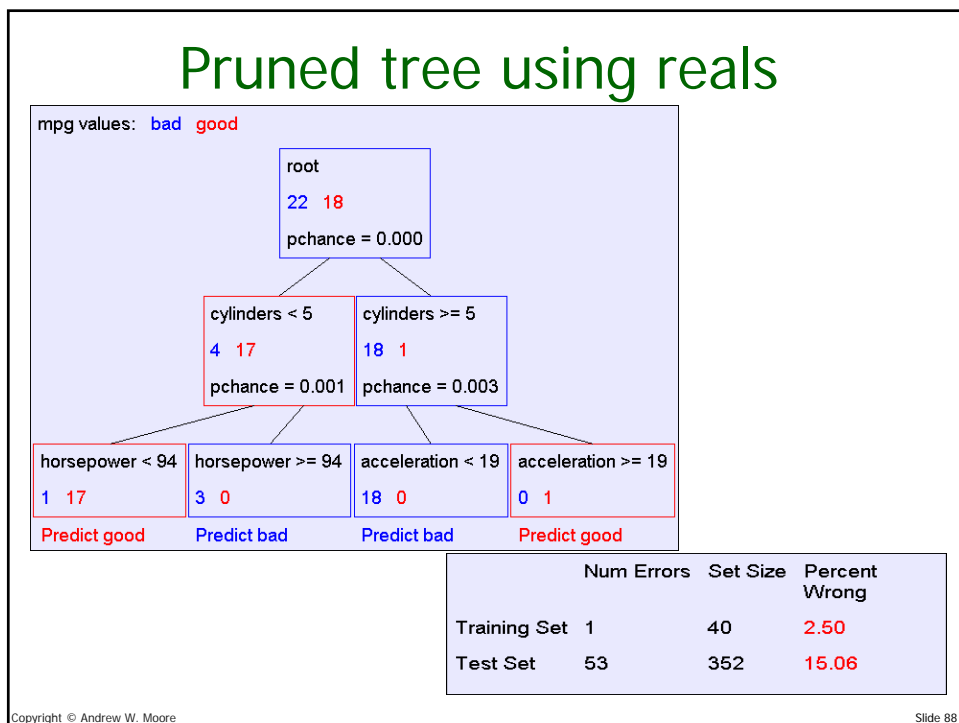 Pruned tree using reals
mpg values: bad good
root
22 18
pchance = 0.000
cylinders < 5 cylinders >= 5
4 17 18 1
pchance = 0.001 pchance = 0.003
horsepower < 94 horsepower >= 94 acceleration < 19 acceleration >= 19
1 17 3 0 18 0 0 1
Predict good Predict bad Predict bad Predict good
Num Errors Set Size Percent
Wrong
Training Set 1 40 2.50
Test Set 53 352 15.06
Copyright © Andrew W. Moore Slide 88